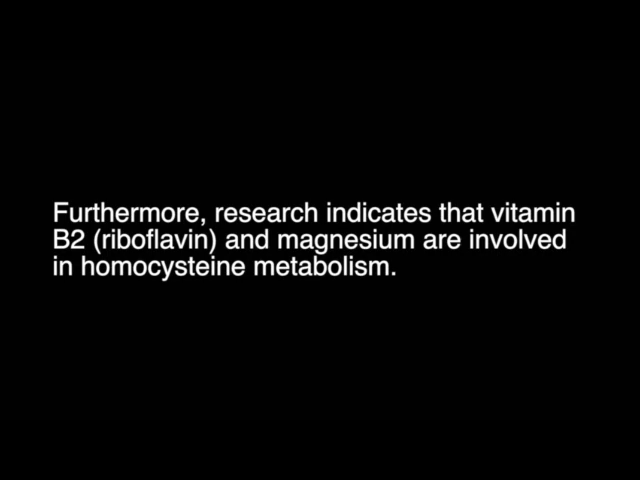 Furthermore, research indicates that vitamin
B2 (riboflavin) and magnesium are involved
in homocysteine metabolism.